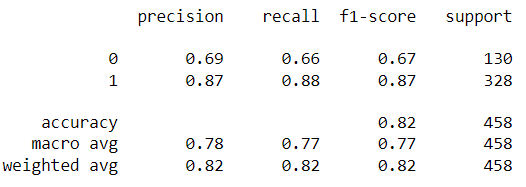 precision recall f1-score support
0 0.69 0.66 0.67 130
1 0.87 0.88 0.87 328
accuracy 0.82 458
macro avg 0.78 0.77 0.77 458
weighted avg 0.82 0.82 0.82 458